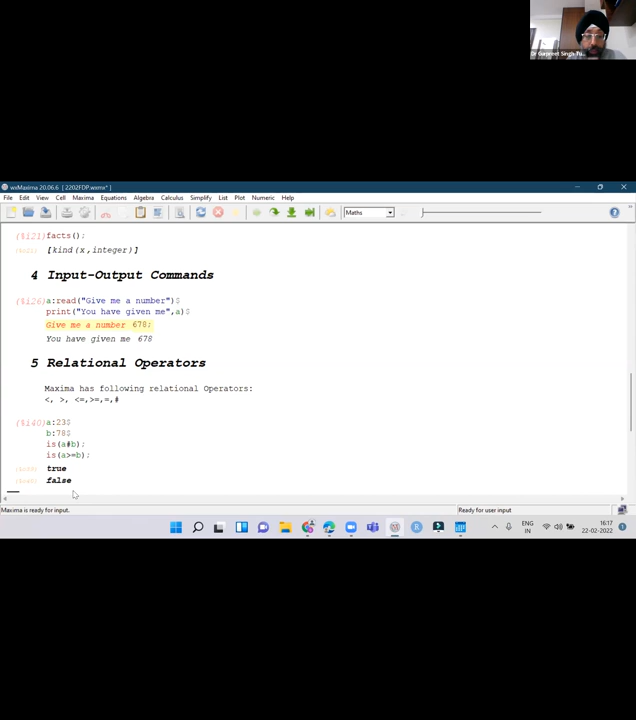 Dr Gurpreet Singh Tu...
wxMaxima 20.06.6 [ 2202FDP.wxmx* ]
File Edit View Cell Maxima Equations Algebra Calculus Simplify List Plot Numeric Help
Maths
(%i21) facts();
[kind(x,integer)]
4 Input-Output Commands
(%i26) a:read("Give me a number")$
print("You have given me",a)$
Give me a number 678;
You have given me 678
5 Relational Operators
Maxima has following relational Operators:
<, >, <=,>=,=,#
(%i40) a:23$
b:78$
is(a#b);
is(a>=b);
true
false
Maxima is ready for input.
Ready for user input
ENG
IN
16:17
22-02-2022